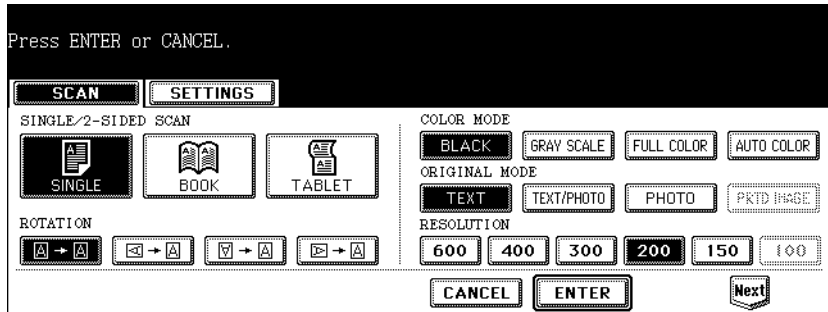 Press ENTER or CANCEL.
SCAN SETTINGS
SINGLE/2-SIDED SCAN
SINGLE BOOK TABLET
ROTATION
A → A A → A A → A A → A
COLOR MODE
BLACK GRAY SCALE FULL COLOR AUTO COLOR
ORIGINAL MODE
TEXT TEXT/PHOTO PHOTO PRTD IMAGE
RESOLUTION
600 400 300 200 150 100
CANCEL ENTER Next